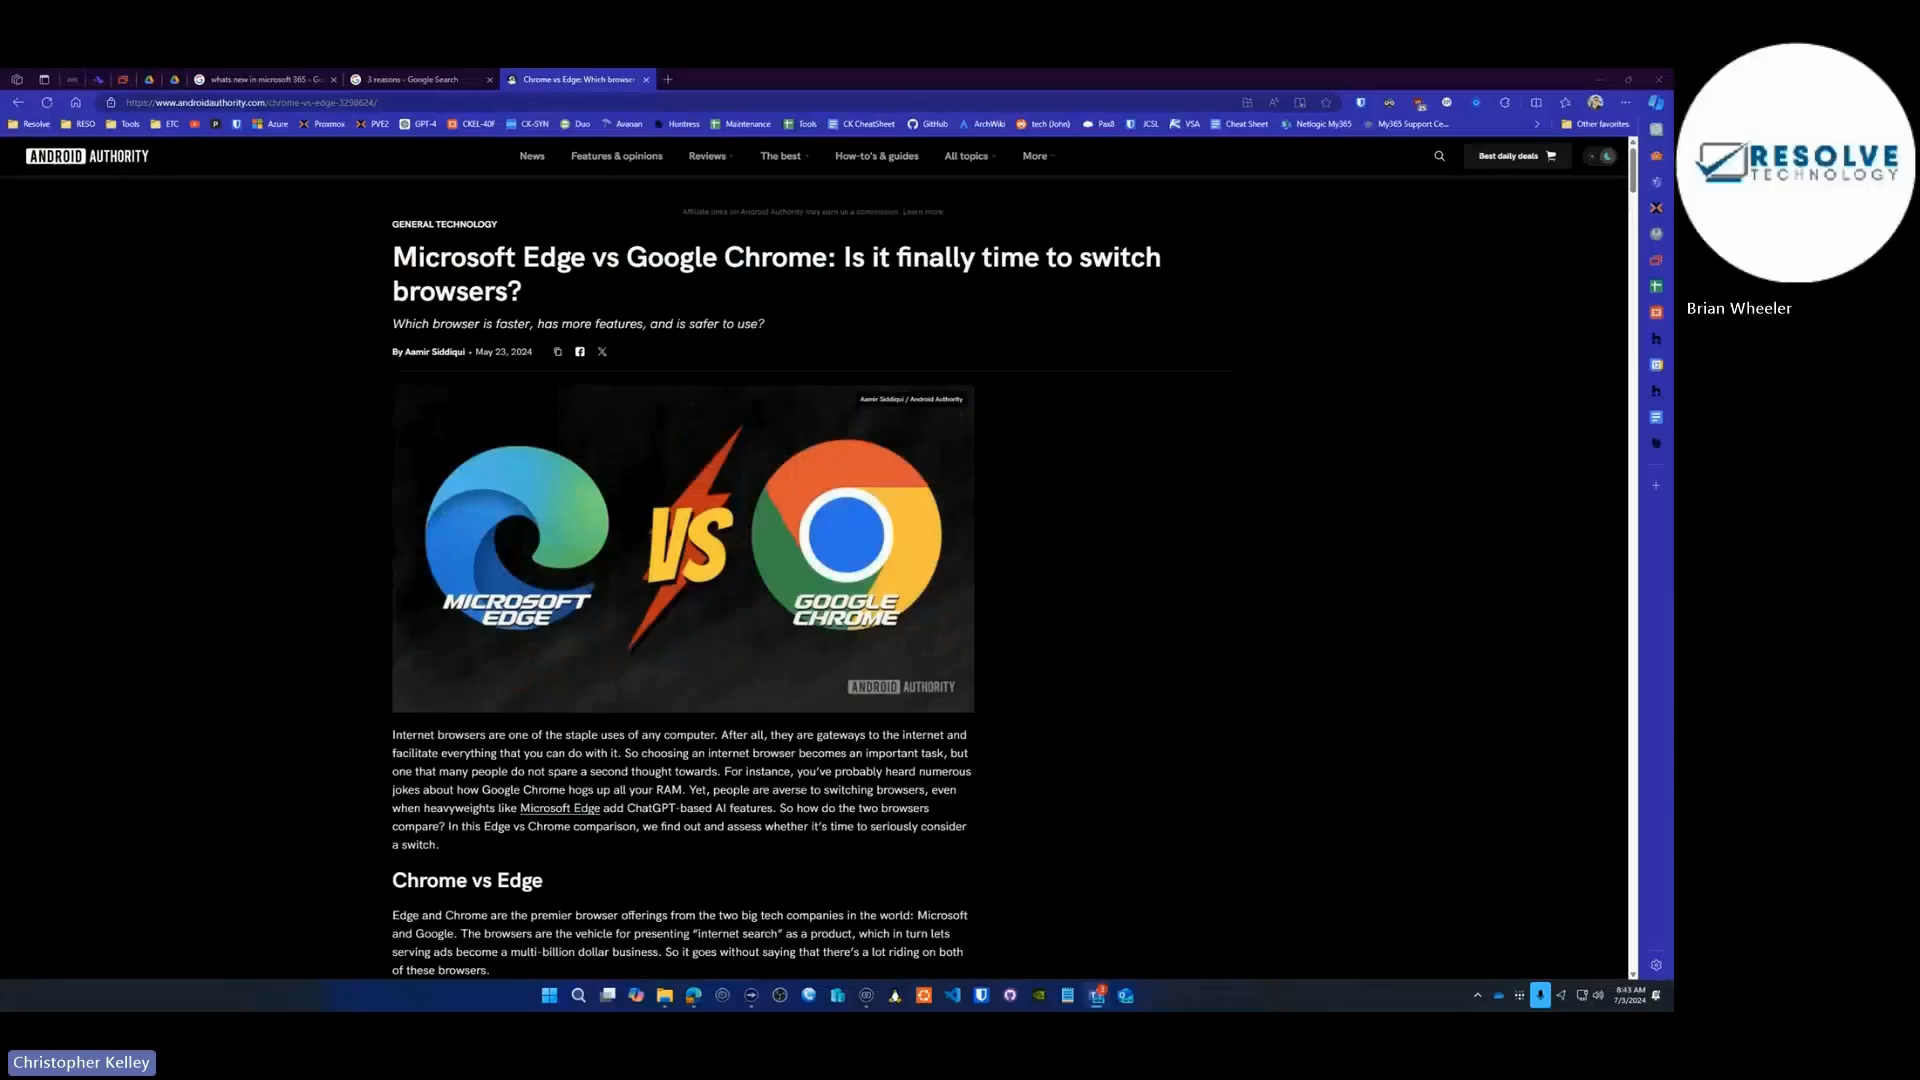 whats new in microsoft 365 - Go
3 reasons - Google Search
Chrome vs Edge: Which browser
https://www.androidauthority.com/chrome-vs-edge-3298624/
Resolve RESO Tools ETC Azure Proxmox PVE2 GPT-4 CKEL-40F CK-SYN Duo Avanan Huntress Maintenance Tools CK CheatSheet GitHub ArchWiki tech (John) Pax8 JCSL VSA Cheat Sheet Netlogic My365 My365 Support Ce... Other favorites
ANDROID AUTHORITY
News Features & opinions Reviews The best How-to's & guides All topics More
Best daily deals
Affiliate links on Android Authority may earn us a commission. Learn more.
GENERAL TECHNOLOGY
Microsoft Edge vs Google Chrome: Is it finally time to switch
browsers?
Which browser is faster, has more features, and is safer to use?
By Aamir Siddiqui • May 23, 2024
Aamir Siddiqui / Android Authority
MICROSOFT
EDGE
VS
GOOGLE
CHROME
ANDROID AUTHORITY
Internet browsers are one of the staple uses of any computer. After all, they are gateways to the internet and
facilitate everything that you can do with it. So choosing an internet browser becomes an important task, but
one that many people do not spare a second thought towards. For instance, you've probably heard numerous
jokes about how Google Chrome hogs up all your RAM. Yet, people are averse to switching browsers, even
when heavyweights like Microsoft Edge add ChatGPT-based AI features. So how do the two browsers
compare? In this Edge vs Chrome comparison, we find out and assess whether it's time to seriously consider
a switch.
Chrome vs Edge
Edge and Chrome are the premier browser offerings from the two big tech companies in the world: Microsoft
and Google. The browsers are the vehicle for presenting "internet search" as a product, which in turn lets
serving ads become a multi-billion dollar business. So it goes without saying that there's a lot riding on both
of these browsers.
8:43 AM
7/3/2024
RESOLVE
TECHNOLOGY
Brian Wheeler
Christopher Kelley